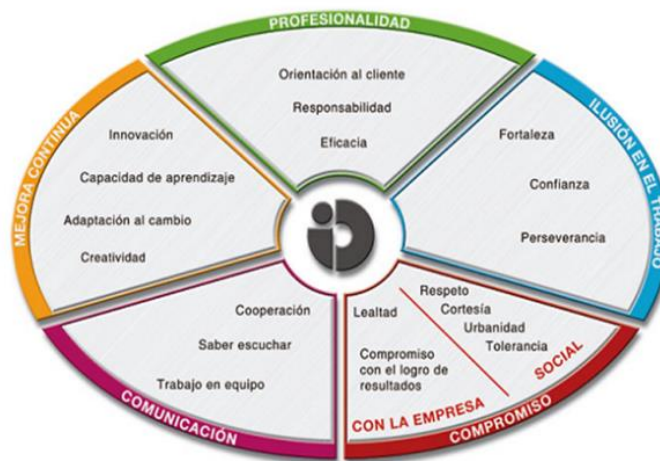 PROFESIONALIDAD
Orientación al cliente
Responsabilidad
Eficacia
ILUSIÓN EN EL TRABAJO
Fortaleza
Confianza
Perseverancia
COMPROMISO
Respeto
Cortesía
Urbanidad
Tolerancia
SOCIAL
Lealtad
Compromiso
con el logro de
resultados
CON LA EMPRESA
COMUNICACIÓN
Cooperación
Saber escuchar
Trabajo en equipo
MEJORA CONTINUA
Innovación
Capacidad de aprendizaje
Adaptación al cambio
Creatividad